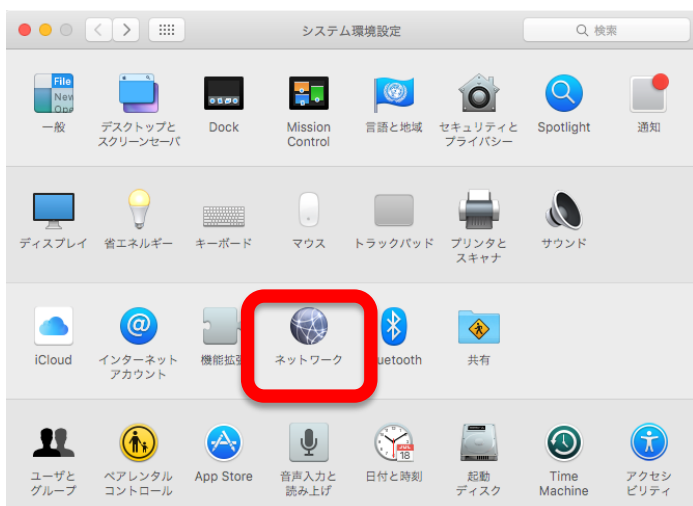 システム環境設定
検索
File
New
Ope
一般
デスクトップと
スクリーンセーバ
Dock
Mission
Control
言語と地域
セキュリティと
プライバシー
Spotlight
通知
ディスプレイ
省エネルギー
キーボード
マウス
トラックパッド
プリンタと
スキャナ
サウンド
iCloud
@
インターネット
アカウント
機能拡張
ネットワーク
uetooth
共有
ユーザと
グループ
ペアレンタル
コントロール
App Store
音声入力と
読み上げ
18
日付と時刻
起動
ディスク
Time
Machine
アクセシ
ビリティ